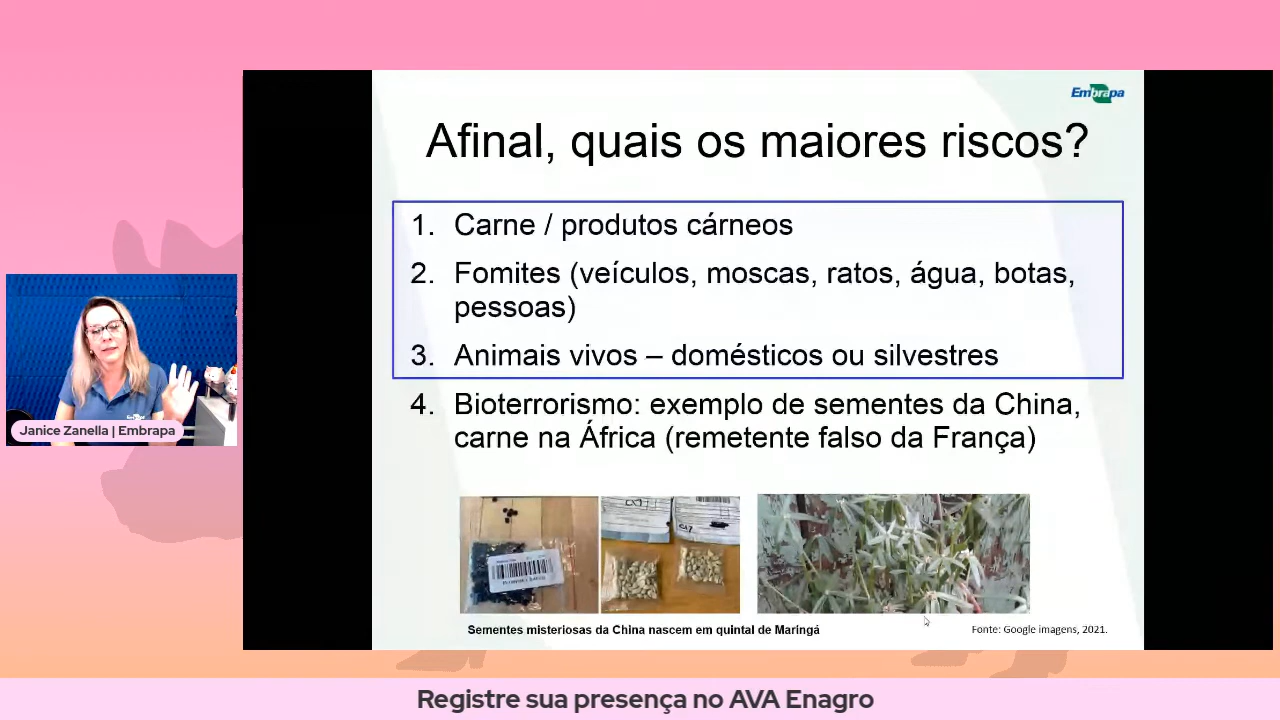 Embrapa
Afinal, quais os maiores riscos?
1. Carne / produtos cárneos
2. Fomites (veículos, moscas, ratos, água, botas,
pessoas)
3. Animais vivos – domésticos ou silvestres
4. Bioterrorismo: exemplo de sementes da China,
carne na África (remetente falso da França)
Sementes misteriosas da China nascem em quintal de Maringá
Fonte: Google imagens, 2021.
Embrapa
Janice Zanella | Embrapa
Registre sua presença no AVA Enagro